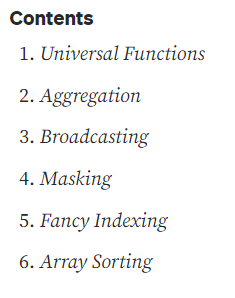 Contents
1. Universal Functions
2. Aggregation
3. Broadcasting
4. Masking
5. Fancy Indexing
6. Array Sorting